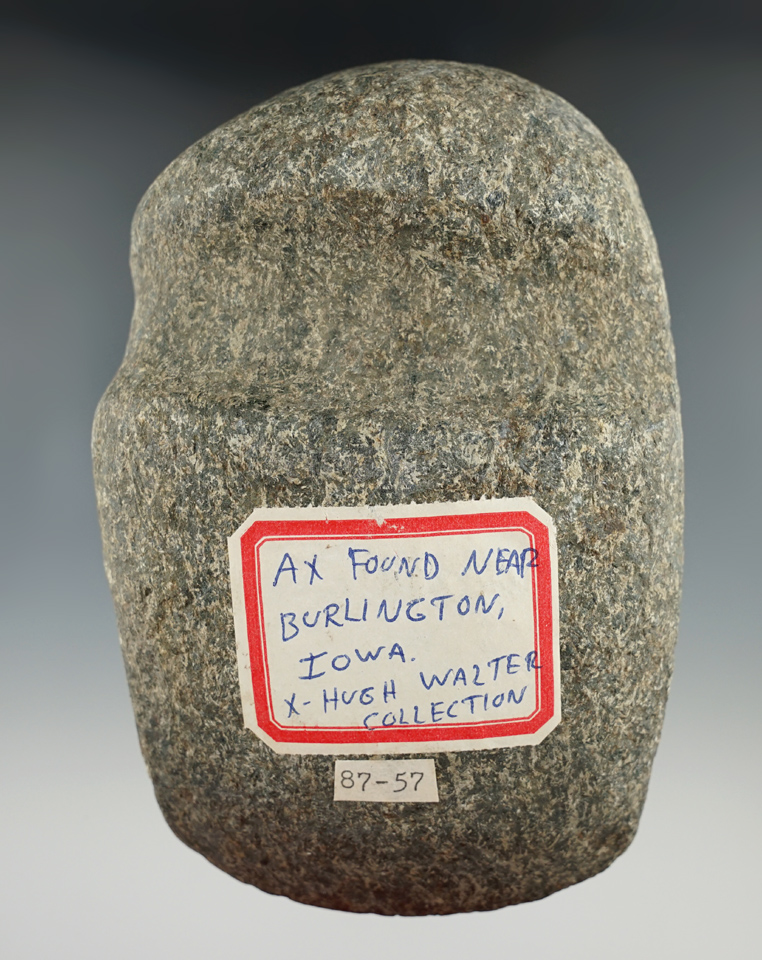 AX FOUND NEAR
BURLINGTON,
IOWA.
X- HUGH WALTER
COLLECTION
87-57